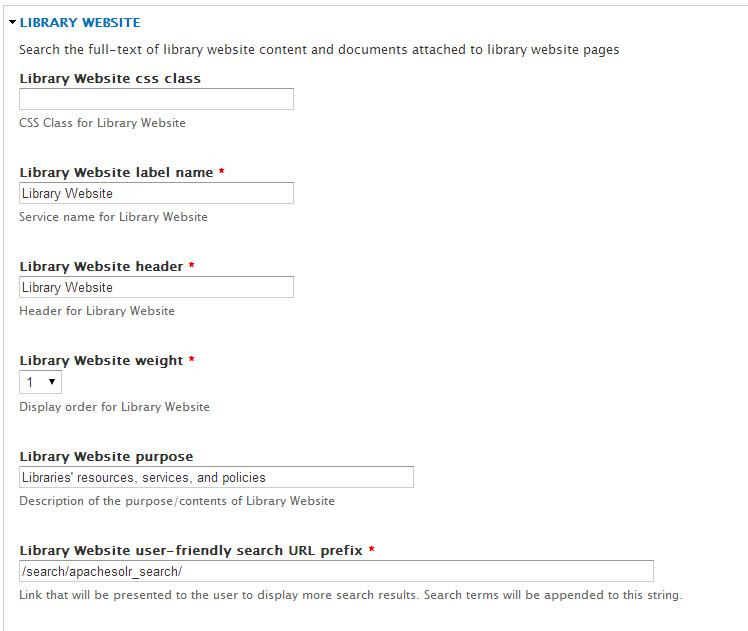 LIBRARY WEBSITE
Search the full-text of library website content and documents attached to library website pages
Library Website css class
CSS Class for Library Website
Library Website label name *
Library Website
Service name for Library Website
Library Website header *
Library Website
Header for Library Website
Library Website weight *
1
Display order for Library Website
Library Website purpose
Libraries' resources, services, and policies
Description of the purpose/contents of Library Website
Library Website user-friendly search URL prefix *
/search/apachesolr_search/
Link that will be presented to the user to display more search results. Search terms will be appended to this string.